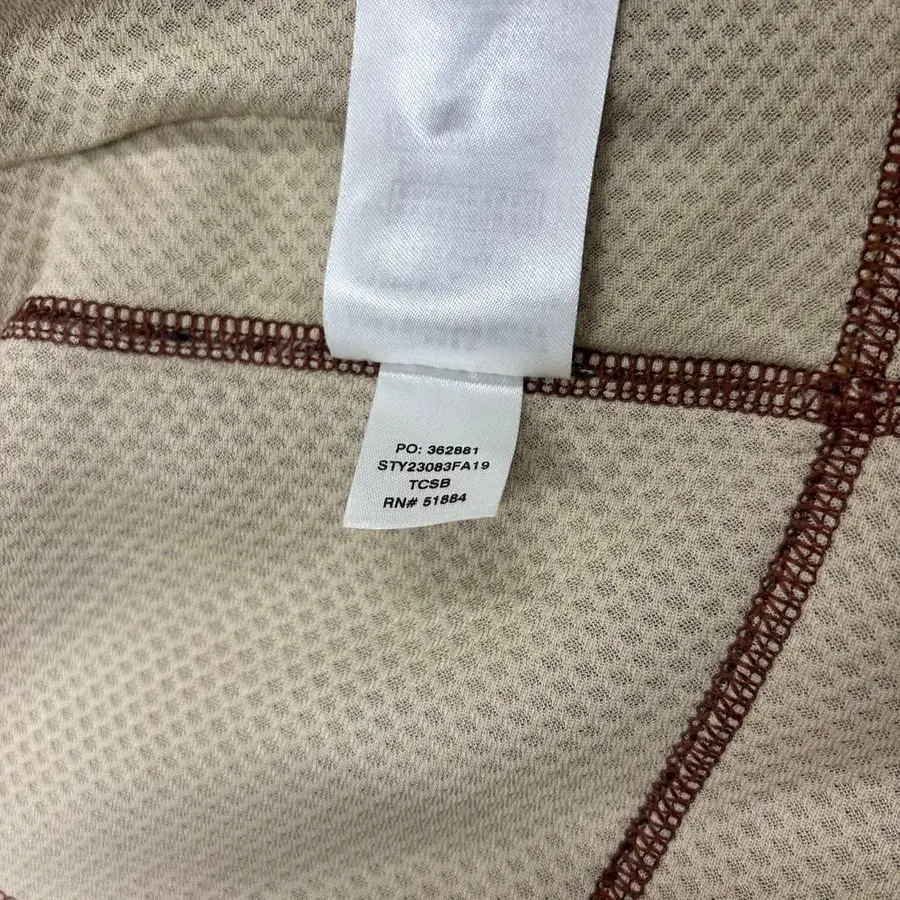 PO: 362881
STY23083FA19
TCSB
RN# 51884